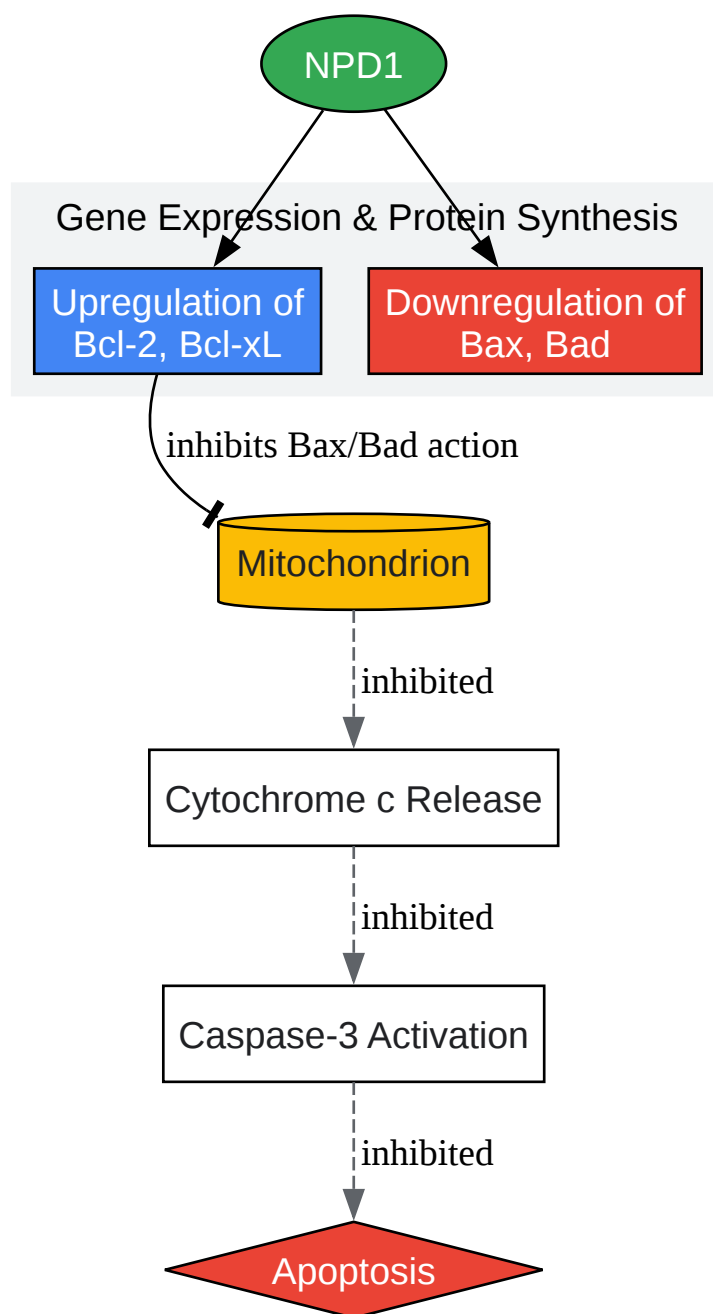 NPD1
Gene Expression & Protein Synthesis
Upregulation of
Bcl-2, Bcl-xL
Downregulation of
Bax, Bad
inhibits Bax/Bad action
Mitochondrion
inhibited
Cytochrome c Release
inhibited
Caspase-3 Activation
inhibited
Apoptosis